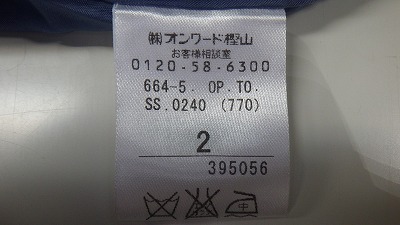 ㈱オンワード樫山
お客様相談室
0120-58-6300
664-5. OP.TO.
SS.0240 (770)
2
395056